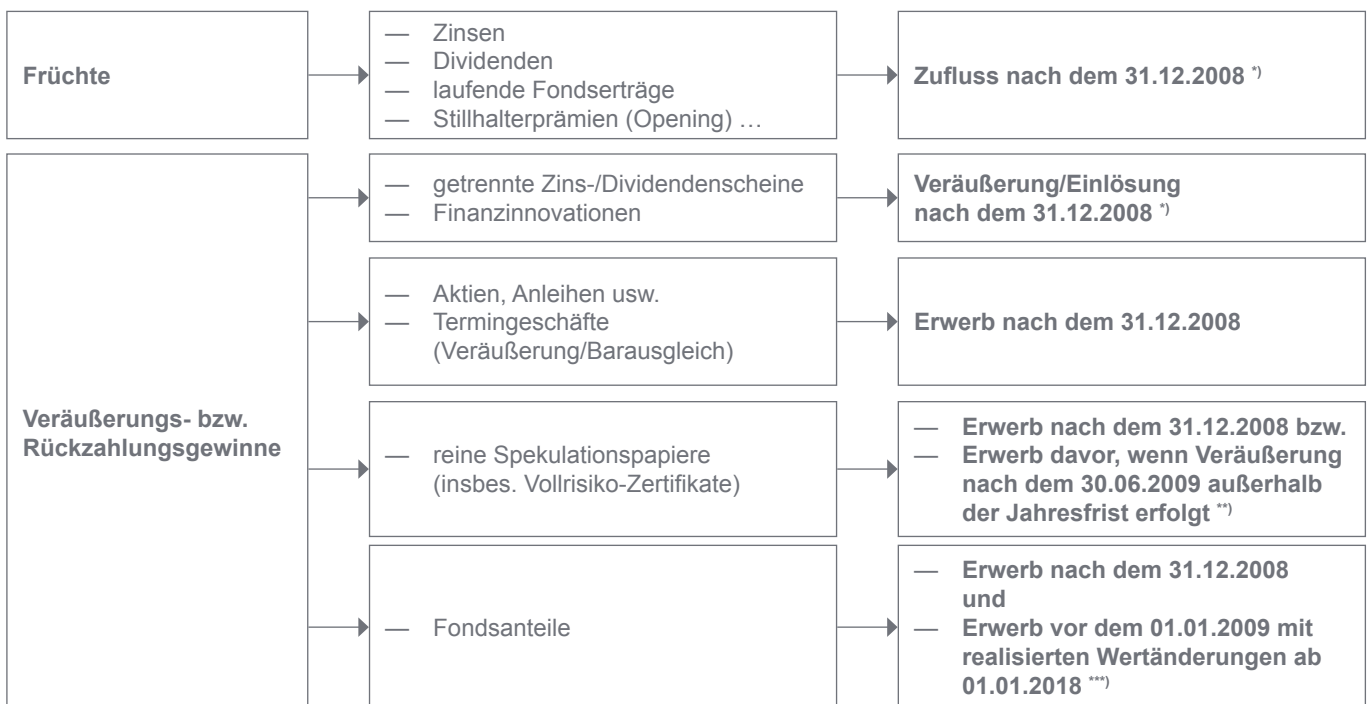 Früchte
— Zinsen
— Dividenden
— laufende Fondserträge
— Stillhalterprämien (Opening) …
Zufluss nach dem 31.12.2008 *)
Veräußerungs- bzw.
Rückzahlungsgewinne
— getrennte Zins-/Dividendenscheine
— Finanzinnovationen
Veräußerung/Einlösung
nach dem 31.12.2008 *)
— Aktien, Anleihen usw.
— Termingeschäfte
(Veräußerung/Barausgleich)
Erwerb nach dem 31.12.2008
— reine Spekulationspapiere
(insbes. Vollrisiko-Zertifikate)
— Erwerb nach dem 31.12.2008 bzw.
— Erwerb davor, wenn Veräußerung
nach dem 30.06.2009 außerhalb
der Jahresfrist erfolgt **)
— Fondsanteile
— Erwerb nach dem 31.12.2008
und
— Erwerb vor dem 01.01.2009 mit
realisierten Wertänderungen ab
01.01.2018 ***)